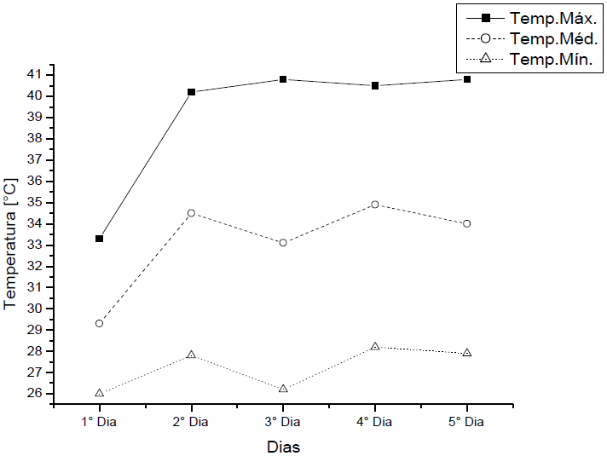 Temp.Máx.
Temp.Méd.
Temp.Mín.
41
40
39
38
37
36
35
34
33
32
31
30
29
28
27
26
Temperatura [°C]
1° Dia 2° Dia 3° Dia 4° Dia 5° Dia
Dias